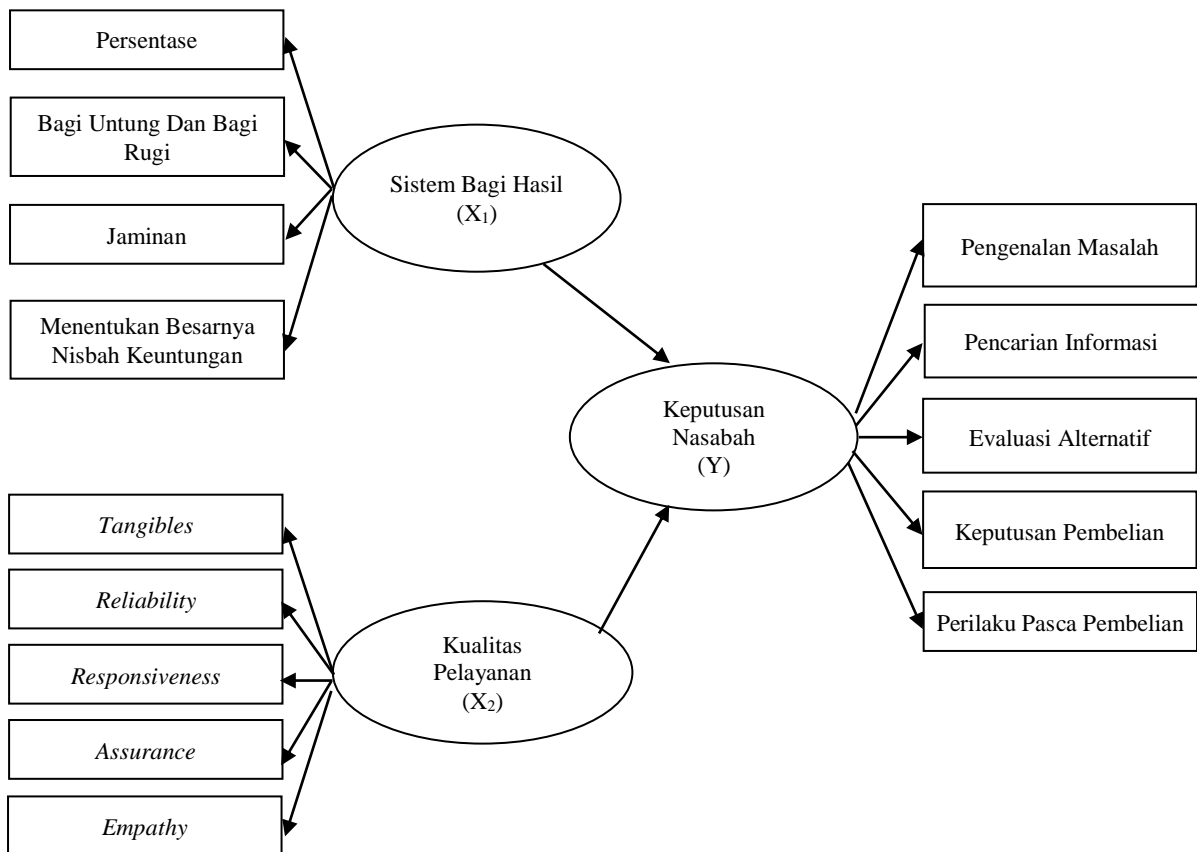 Persentase
Bagi Untung Dan Bagi
Rugi
Jaminan
Menentukan Besarnya
Nisbah Keuntungan
Sistem Bagi Hasil
(X₁)
Tangibles
Reliability
Responsiveness
Assurance
Empathy
Kualitas
Pelayanan
(X₂)
Keputusan
Nasabah
(Y)
Pengenalan Masalah
Pencarian Informasi
Evaluasi Alternatif
Keputusan Pembelian
Perilaku Pasca Pembelian